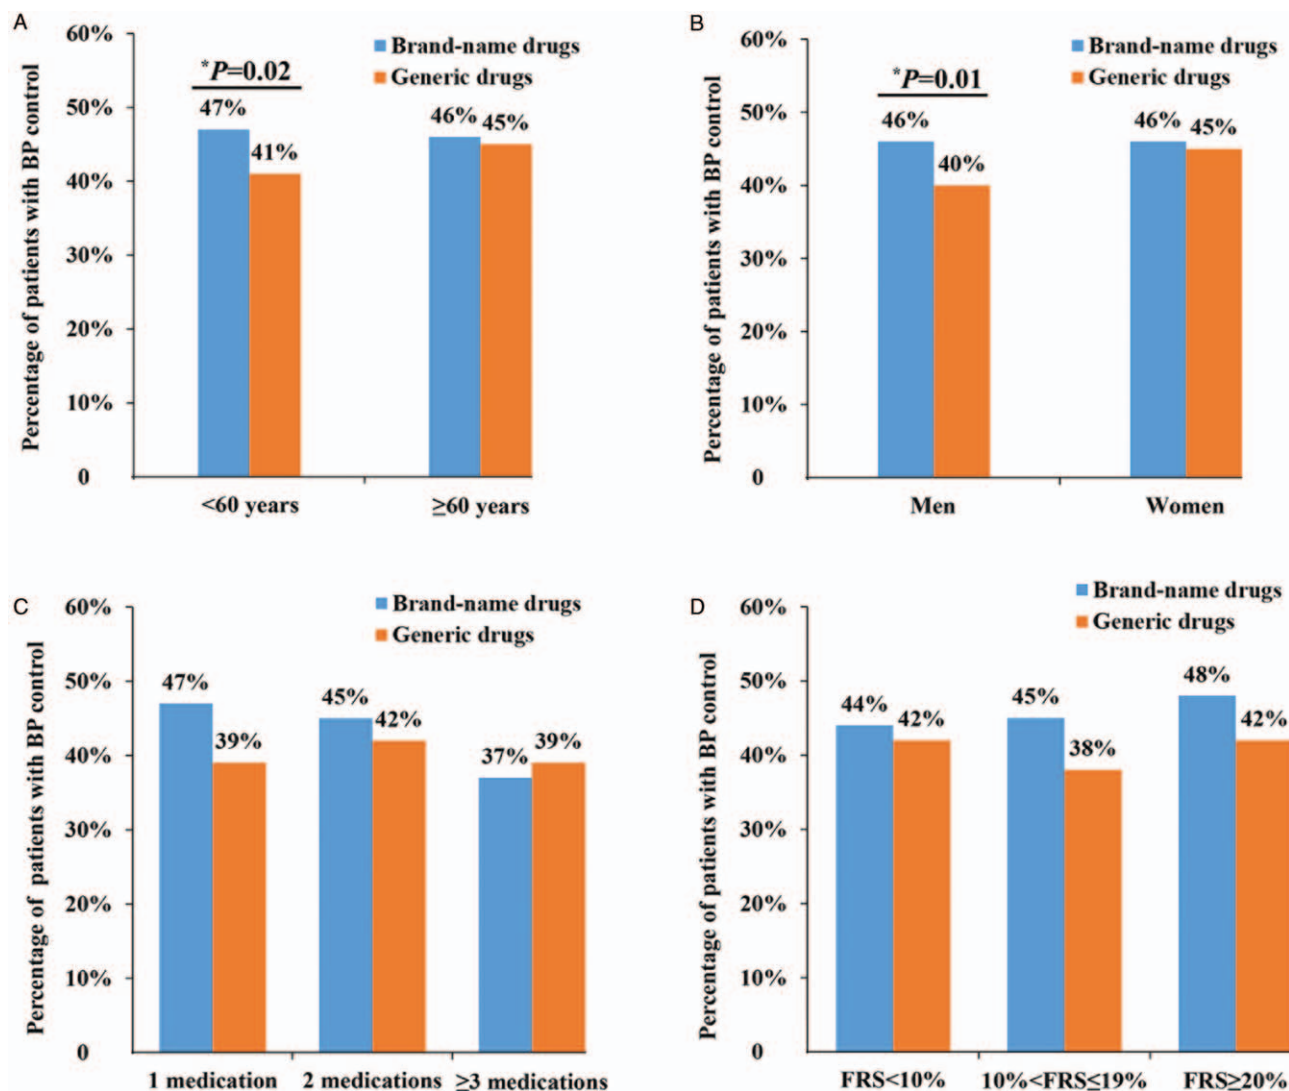 A
60%
50%
40%
30%
20%
10%
0
Percentage of patients with BP control
Brand-name drugs
Generic drugs
*P=0.02
47%
41%
46%
45%
<60 years
≥60 years
B
60%
50%
40%
30%
20%
10%
0
Percentage of patients with BP control
Brand-name drugs
Generic drugs
*P=0.01
46%
40%
46%
45%
Men
Women
C
60%
50%
40%
30%
20%
10%
0
Percentage of patients with BP control
Brand-name drugs
Generic drugs
47%
39%
45%
42%
37%
39%
1 medication
2 medications
≥3 medications
D
60%
50%
40%
30%
20%
10%
0
Percentage of patients with BP control
Brand-name drugs
Generic drugs
44%
42%
45%
38%
48%
42%
FRS<10%
10%<FRS≤19%
FRS≥20%